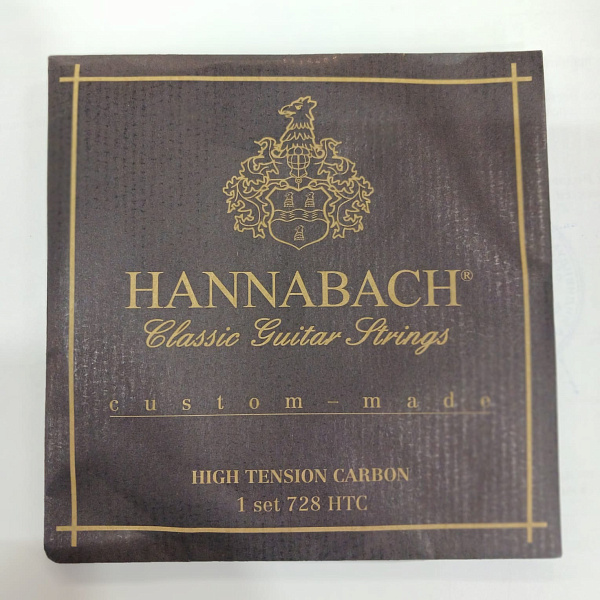 HANNABACH®
Classic Guitar Strings
custom-made
HIGH TENSION CARBON
1 set 728 HTC